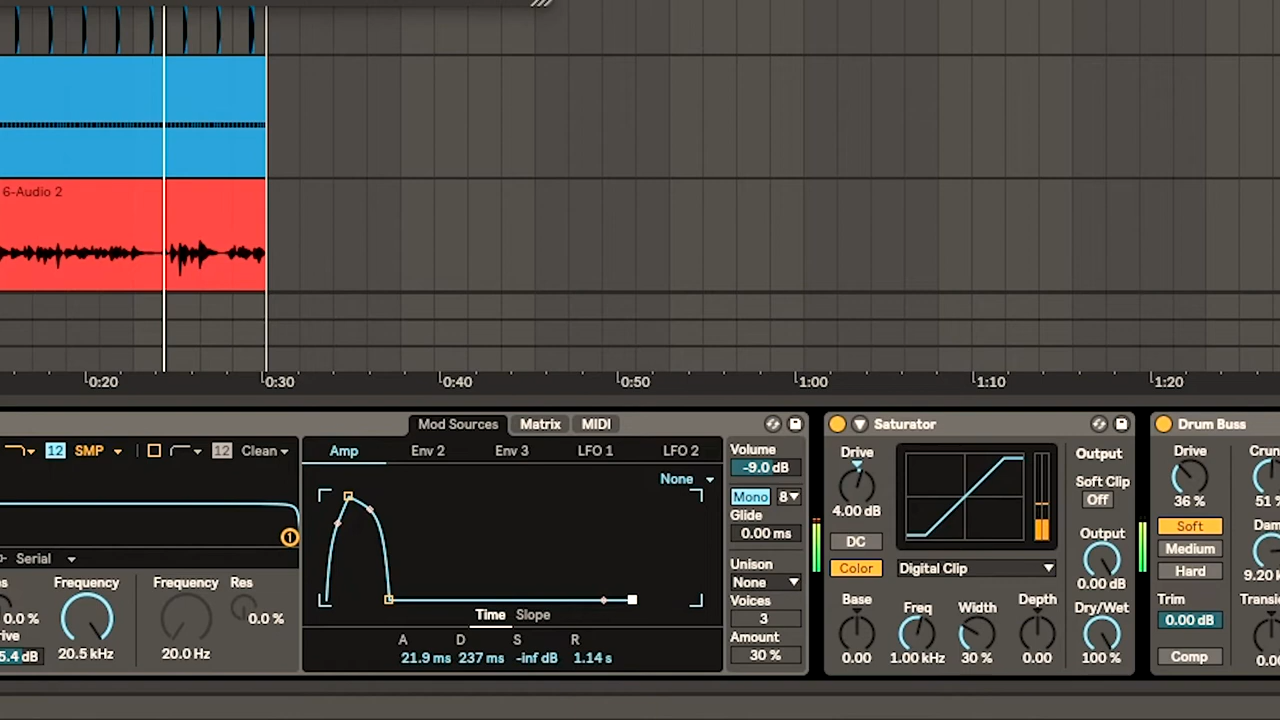 6-Audio 2
0:20 0:30 0:40 0:50 1:00 1:10 1:20
Mod Sources Matrix MIDI
Saturator
Drum Buss
12 SMP 12 Clean
Amp Env 2 Env 3 LFO 1 LFO 2
None
1
Serial
Frequency Frequency Res
0.0 % 0.0 %
5.4 dB 20.5 kHz 20.0 Hz
Time Slope
A D S R
21.9 ms 237 ms -inf dB 1.14 s
Volume
-9.0 dB
Mono 8
Glide
0.00 ms
Unison
None
Voices
3
Amount
30 %
Drive
4.00 dB
DC
Color
Digital Clip
Base Freq Width Depth
0.00 1.00 kHz 30 % 0.00
Output
Soft Clip
Off
Output
0.00 dB
Dry/Wet
100 %
Drive
36 % 51
Soft
Medium
Hard
9.20
Trim
0.00 dB
Comp